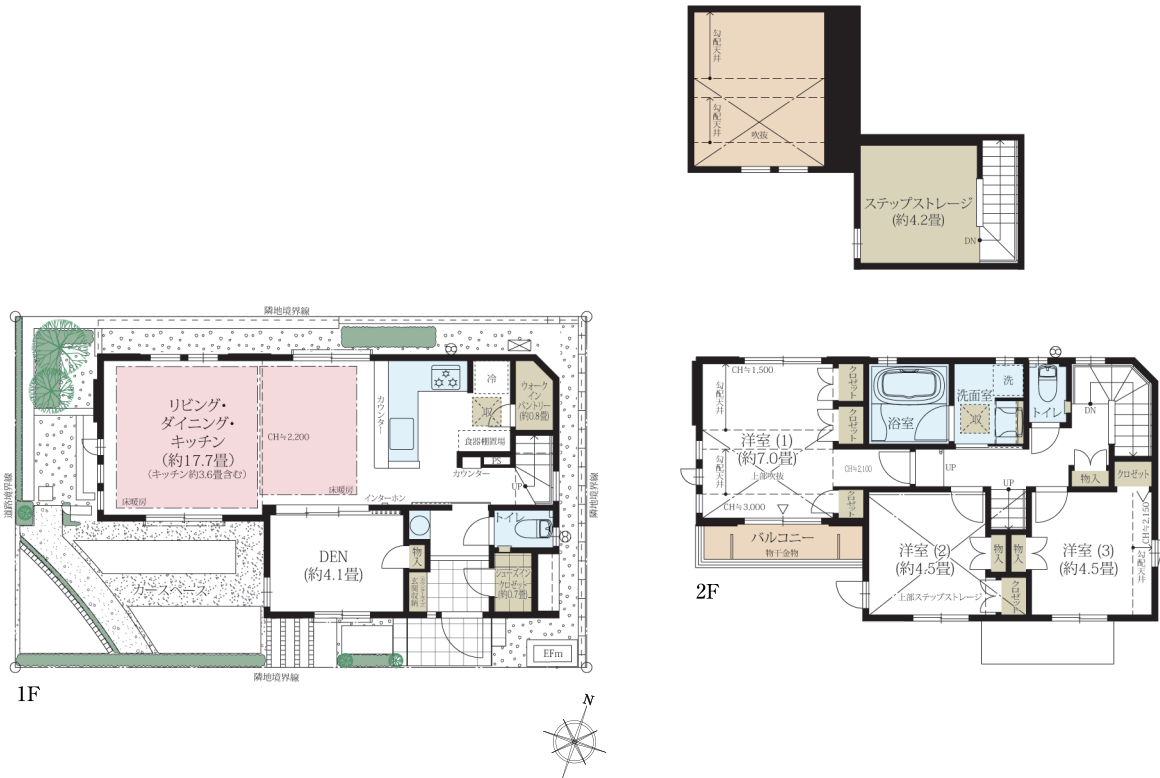 勾配天井
勾配天井
吹抜
ステップストレージ
(約4.2畳)
DN
隣地境界線
道路境界線
隣地境界線
リビング・
ダイニング・
キッチン
(約17.7畳)
(キッチン約3.6畳含む)
床暖房
CH≒2,200
床暖房
カウンター
冷
収
食器棚置場
ウォーク
イン
パントリー
(約0.8畳)
PS
カウンター
UP
インターホン
DEN
(約4.1畳)
物入
トイレ
シューズイン
クロゼット
(約0.7畳)
カースペース
EFm
隣地境界線
1F
N
CH≒1,500
勾配天井
クロゼット
クロゼット
洋室 (1)
(約7.0畳)
上部吹抜
勾配天井
CH≒3,000
CH≒2,100
クロゼット
バルコニー
物干金物
浴室
洗面室
洗
収
トイレ
DN
UP
UP
物入
クロゼット
洋室 (2)
(約4.5畳)
上部ステップストレージ
物入
物入
クロゼット
洋室 (3)
(約4.5畳)
CH≒2,150
勾配天井
2F